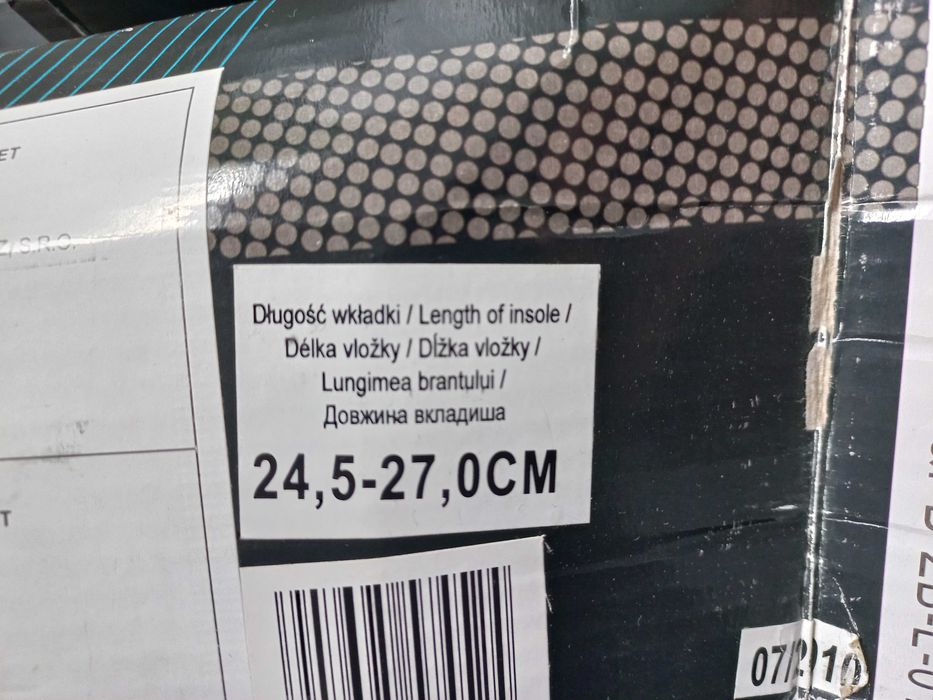 S.R.O.
Długość wkładki / Length of insole /
Délka vložky / Dĺžka vložky /
Lungimea brantului /
Довжина вкладиша
24,5-27,0CM